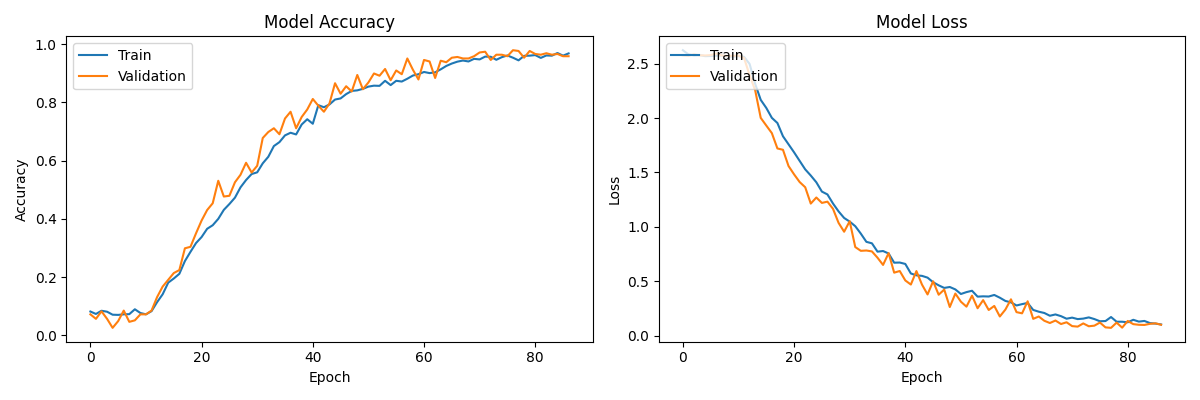 Model Accuracy
Train
Validation
1.0
0.8
0.6
0.4
0.2
0.0
Accuracy
0 20 40 60 80
Epoch
Model Loss
Train
Validation
2.5
2.0
1.5
1.0
0.5
0.0
Loss
0 20 40 60 80
Epoch